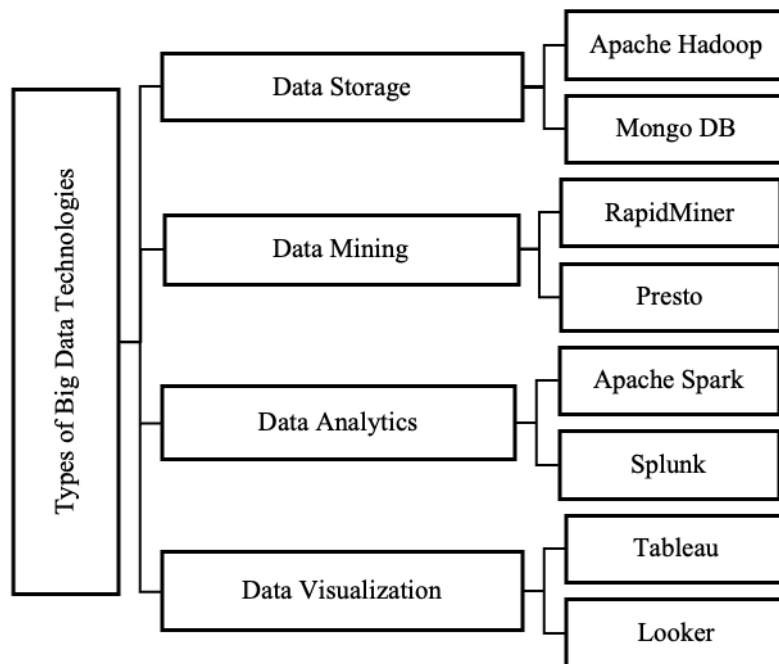 Types of Big Data Technologies
Data Storage
Apache Hadoop
Mongo DB
Data Mining
RapidMiner
Presto
Data Analytics
Apache Spark
Splunk
Data Visualization
Tableau
Looker